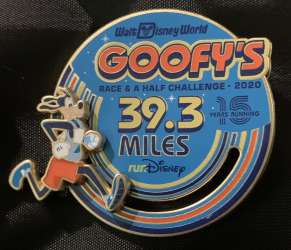 Walt Disney World
GOOFY'S
RACE & A HALF CHALLENGE - 2020
39.3
15
YEARS RUNNING
MILES
runDisney